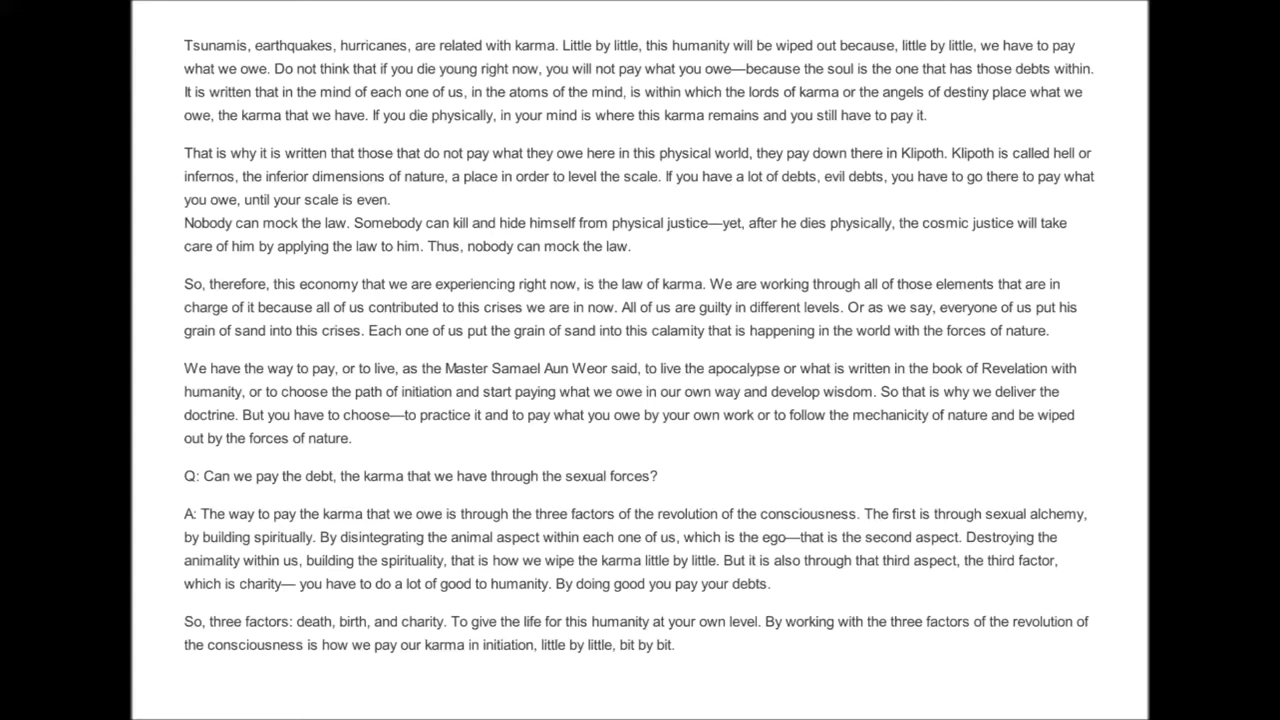 Tsunamis, earthquakes, hurricanes, are related with karma. Little by little, this humanity will be wiped out because, little by little, we have to pay
what we owe. Do not think that if you die young right now, you will not pay what you owe—because the soul is the one that has those debts within.
It is written that in the mind of each one of us, in the atoms of the mind, is within which the lords of karma or the angels of destiny place what we
owe, the karma that we have. If you die physically, in your mind is where this karma remains and you still have to pay it.
That is why it is written that those that do not pay what they owe here in this physical world, they pay down there in Klipoth. Klipoth is called hell or
infernos, the inferior dimensions of nature, a place in order to level the scale. If you have a lot of debts, evil debts, you have to go there to pay what
you owe, until your scale is even.
Nobody can mock the law. Somebody can kill and hide himself from physical justice—yet, after he dies physically, the cosmic justice will take
care of him by applying the law to him. Thus, nobody can mock the law.
So, therefore, this economy that we are experiencing right now, is the law of karma. We are working through all of those elements that are in
charge of it because all of us contributed to this crises we are in now. All of us are guilty in different levels. Or as we say, everyone of us put his
grain of sand into this crises. Each one of us put the grain of sand into this calamity that is happening in the world with the forces of nature.
We have the way to pay, or to live, as the Master Samael Aun Weor said, to live the apocalypse or what is written in the book of Revelation with
humanity, or to choose the path of initiation and start paying what we owe in our own way and develop wisdom. So that is why we deliver the
doctrine. But you have to choose—to practice it and to pay what you owe by your own work or to follow the mechanicity of nature and be wiped
out by the forces of nature.
Q: Can we pay the debt, the karma that we have through the sexual forces?
A: The way to pay the karma that we owe is through the three factors of the revolution of the consciousness. The first is through sexual alchemy,
by building spiritually. By disintegrating the animal aspect within each one of us, which is the ego—that is the second aspect. Destroying the
animality within us, building the spirituality, that is how we wipe the karma little by little. But it is also through that third aspect, the third factor,
which is charity— you have to do a lot of good to humanity. By doing good you pay your debts.
So, three factors: death, birth, and charity. To give the life for this humanity at your own level. By working with the three factors of the revolution of
the consciousness is how we pay our karma in initiation, little by little, bit by bit.